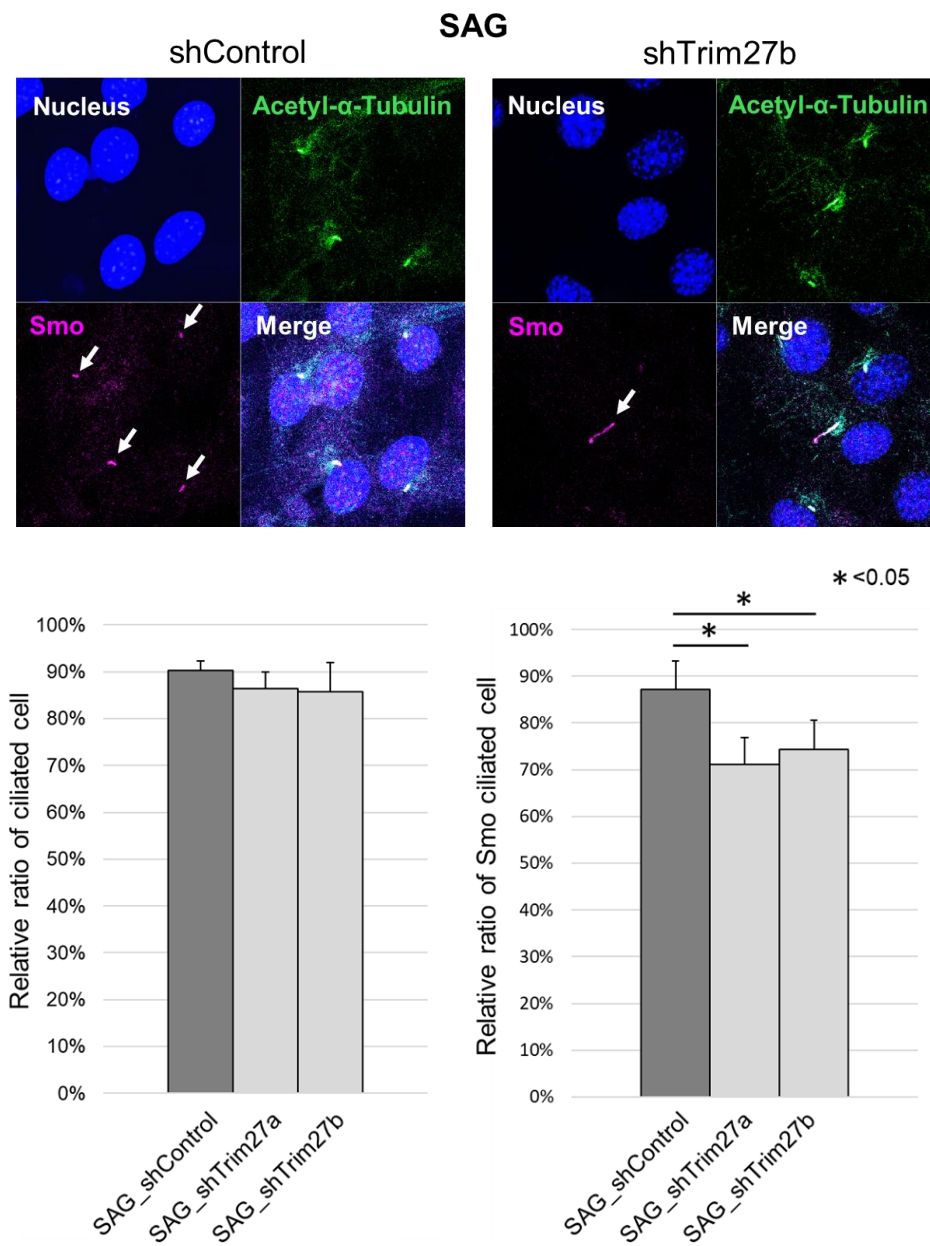 SAG
shControl
shTrim27b
Nucleus
Acetyl-α-Tubulin
Smo
Merge
Nucleus
Acetyl-α-Tubulin
Smo
Merge
Relative ratio of ciliated cell
100%
90%
80%
70%
60%
50%
40%
30%
20%
10%
0%
SAG_shControl
SAG_shTrim27a
SAG_shTrim27b
* <0.05
*
*
Relative ratio of Smo ciliated cell
100%
90%
80%
70%
60%
50%
40%
30%
20%
10%
0%
SAG_shControl
SAG_shTrim27a
SAG_shTrim27b